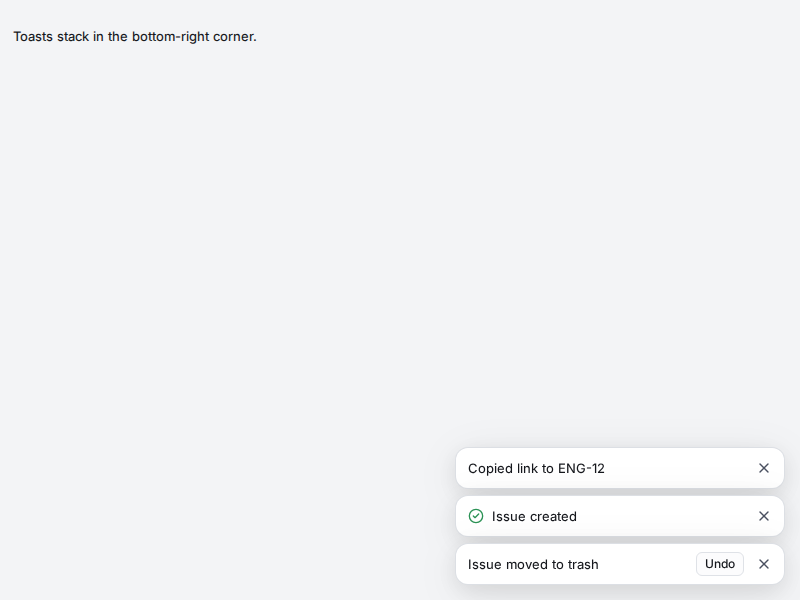 Toasts stack in the bottom-right corner.
Copied link to ENG-12
Issue created
Issue moved to trash Undo